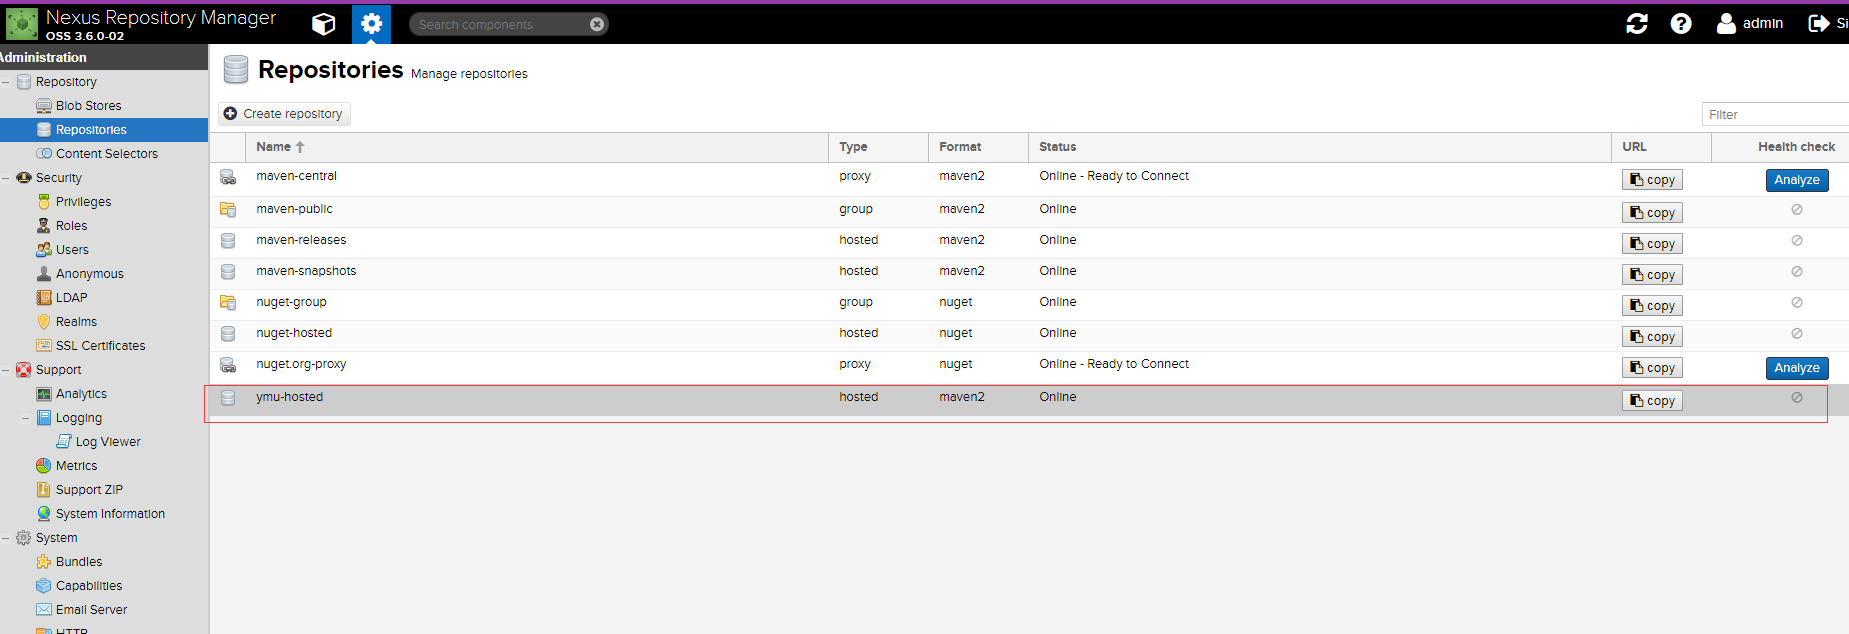 Nexus Repository Manager
OSS 3.6.0-02
Search components
admin
Si
Administration
Repository
Blob Stores
Repositories
Content Selectors
Security
Privileges
Roles
Users
Anonymous
LDAP
Realms
SSL Certificates
Support
Analytics
Logging
Log Viewer
Metrics
Support ZIP
System Information
System
Bundles
Capabilities
Email Server
HTTP
Repositories Manage repositories
Create repository
Filter
Name Type Format Status URL Health check
maven-central proxy maven2 Online - Ready to Connect copy Analyze
maven-public group maven2 Online copy
maven-releases hosted maven2 Online copy
maven-snapshots hosted maven2 Online copy
nuget-group group nuget Online copy
nuget-hosted hosted nuget Online copy
nuget.org-proxy proxy nuget Online - Ready to Connect copy Analyze
ymu-hosted hosted maven2 Online copy